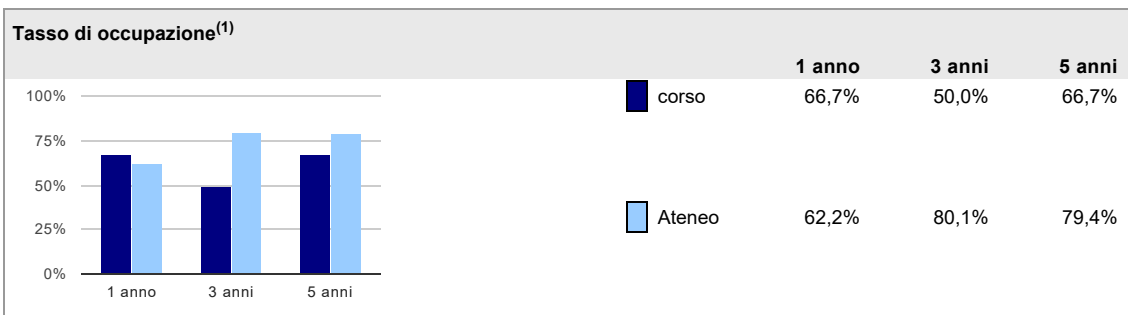 Tasso di occupazione(1)
1 anno 3 anni 5 anni
100%
75%
50%
25%
0%
1 anno 3 anni 5 anni
corso 66,7% 50,0% 66,7%
Ateneo 62,2% 80,1% 79,4%